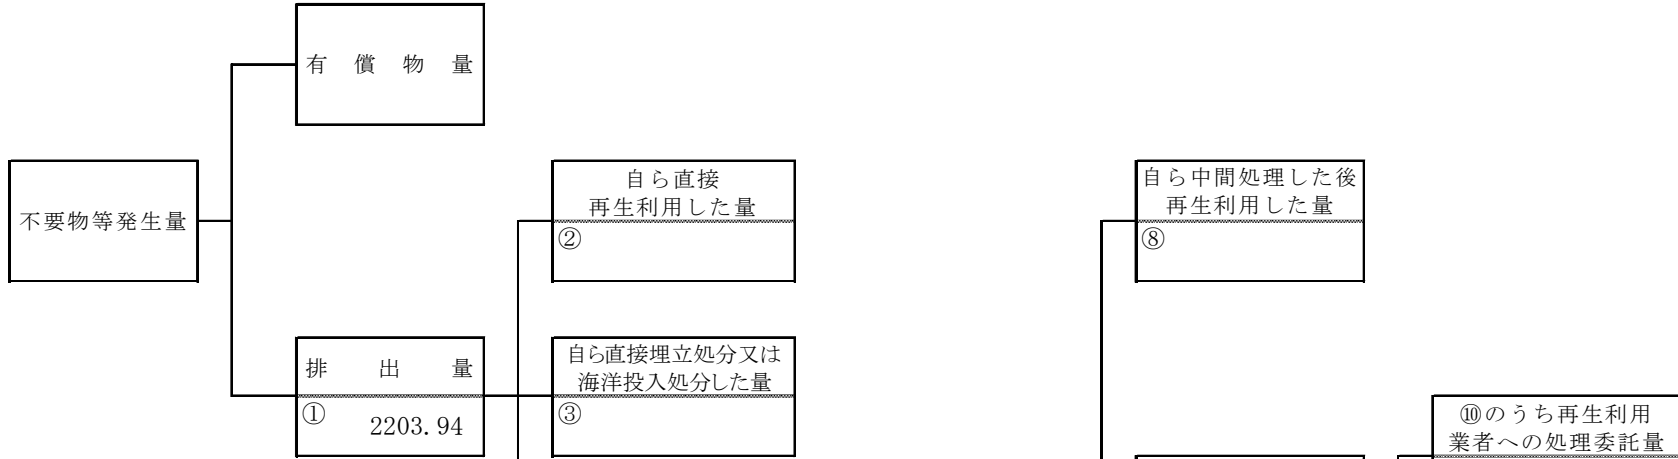 有償物量
不要物等発生量
自ら直接
再生利用した量
②
自ら中間処理した後
再生利用した量
⑧
排出量
①
2203.94
自ら直接埋立処分又は
海洋投入処分した量
③
⑩のうち再生利用
業者への処理委託量